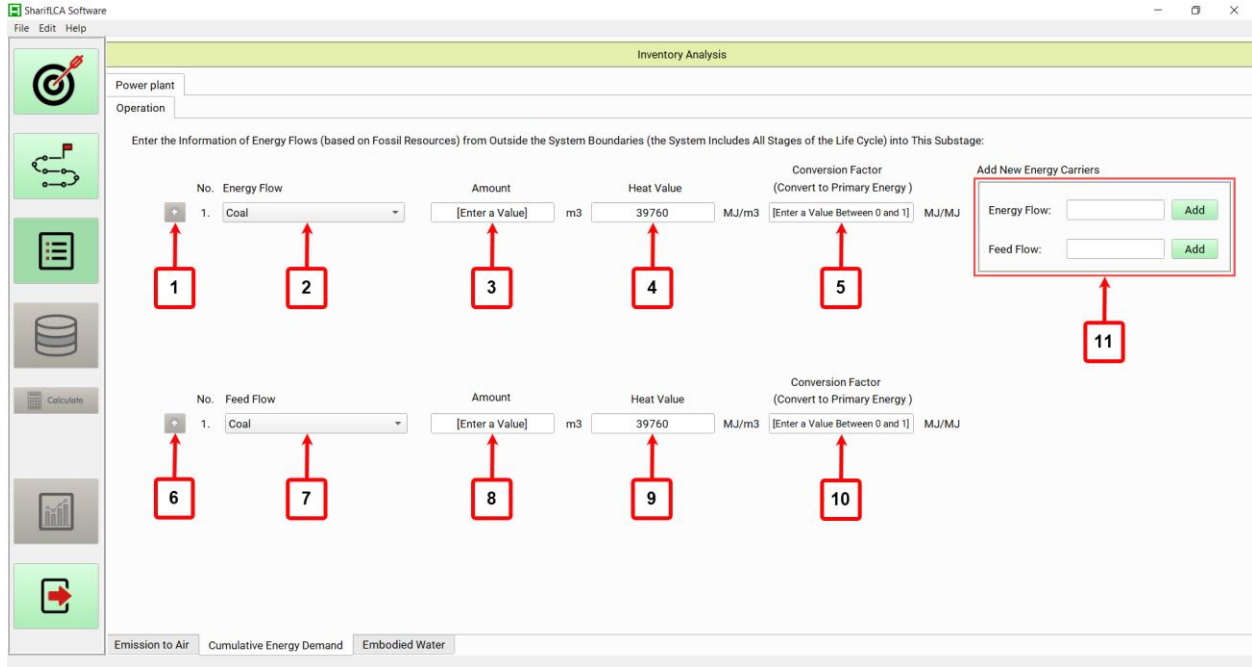 SharifLCA Software
File Edit Help
Inventory Analysis
Power plant
Operation
Enter the Information of Energy Flows (based on Fossil Resources) from Outside the System Boundaries (the System Includes All Stages of the Life Cycle) into This Substage:
Conversion Factor
Add New Energy Carriers
No. Energy Flow Amount Heat Value (Convert to Primary Energy )
+ 1. Coal [Enter a Value] m3 39760 MJ/m3 [Enter a Value Between 0 and 1] MJ/MJ
Energy Flow: Add
Feed Flow: Add
1 2 3 4 5
11
Conversion Factor
No. Feed Flow Amount Heat Value (Convert to Primary Energy )
+ 1. Coal [Enter a Value] m3 39760 MJ/m3 [Enter a Value Between 0 and 1] MJ/MJ
Calculate
6 7 8 9 10
Emission to Air Cumulative Energy Demand Embodied Water